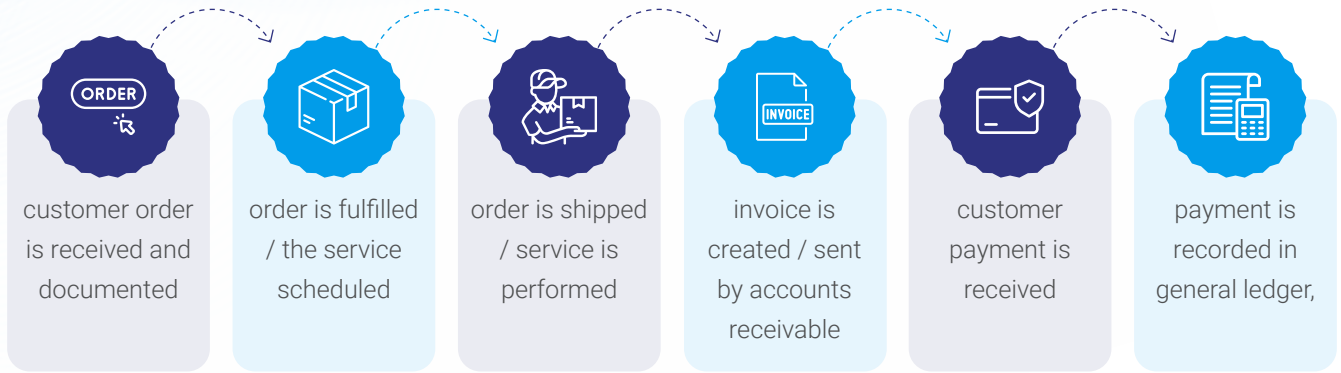 ORDER
customer order
is received and
documented
order is fulfilled
/ the service
scheduled
order is shipped
/ service is
performed
INVOICE
invoice is
created / sent
by accounts
receivable
customer
payment is
received
payment is
recorded in
general ledger,